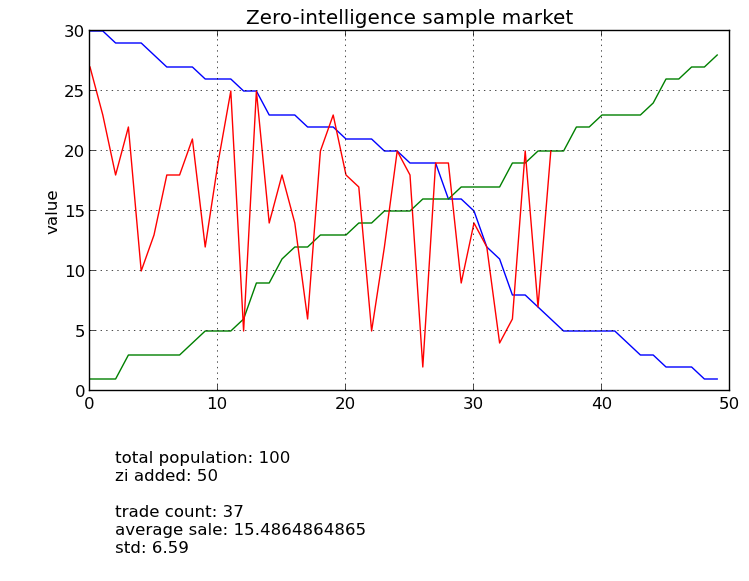 Zero-intelligence sample market
30
25
20
15
10
5
0
value
0 10 20 30 40 50
total population: 100
zi added: 50
trade count: 37
average sale: 15.4864864865
std: 6.59